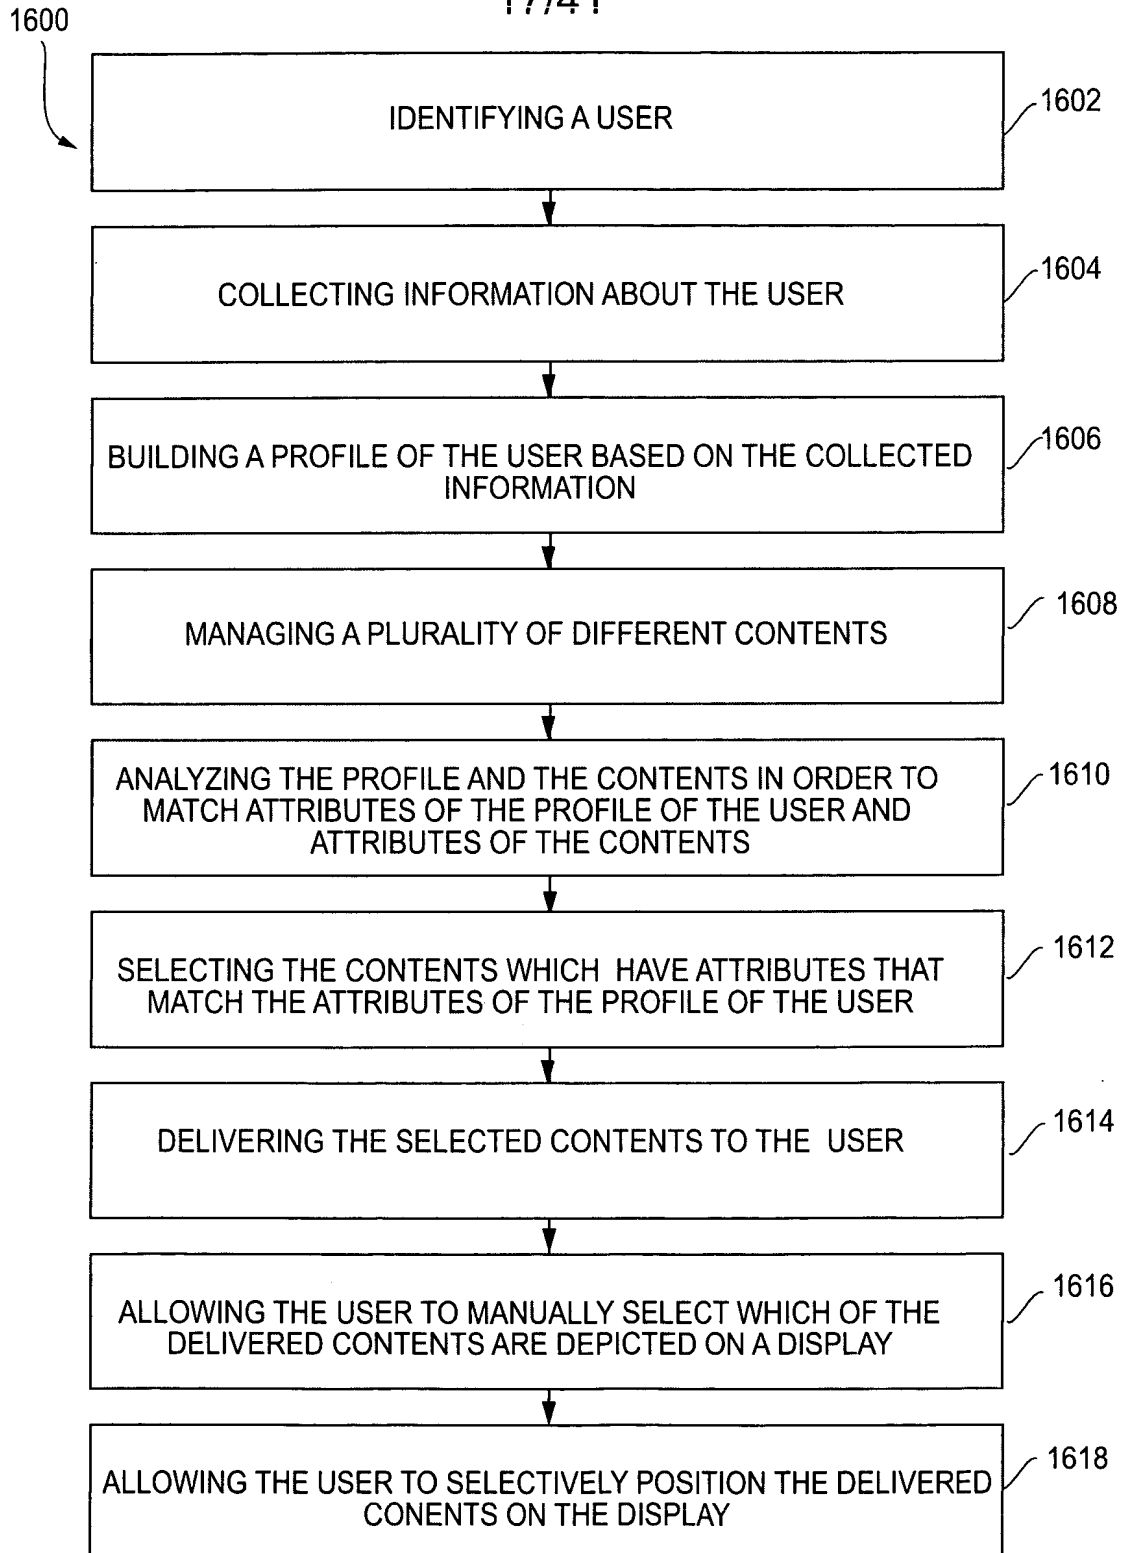 17/41
1600
IDENTIFYING A USER
1602
COLLECTING INFORMATION ABOUT THE USER
1604
BUILDING A PROFILE OF THE USER BASED ON THE COLLECTED
INFORMATION
1606
MANAGING A PLURALITY OF DIFFERENT CONTENTS
1608
ANALYZING THE PROFILE AND THE CONTENTS IN ORDER TO
MATCH ATTRIBUTES OF THE PROFILE OF THE USER AND
ATTRIBUTES OF THE CONTENTS
1610
SELECTING THE CONTENTS WHICH HAVE ATTRIBUTES THAT
MATCH THE ATTRIBUTES OF THE PROFILE OF THE USER
1612
DELIVERING THE SELECTED CONTENTS TO THE USER
1614
ALLOWING THE USER TO MANUALLY SELECT WHICH OF THE
DELIVERED CONTENTS ARE DEPICTED ON A DISPLAY
1616
ALLOWING THE USER TO SELECTIVELY POSITION THE DELIVERED
CONENTS ON THE DISPLAY
1618